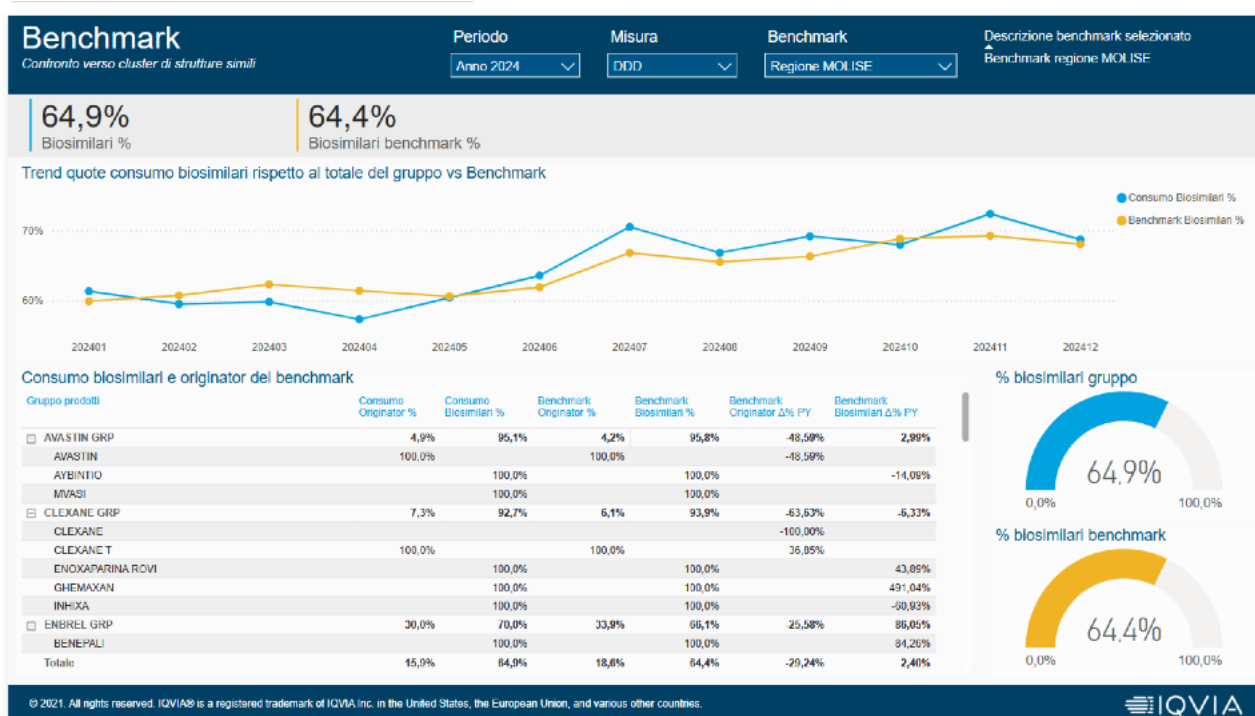 Benchmark
Confronto verso cluster di strutture simili
Periodo
Anno 2024
Misura
DDD
Benchmark
Regione MOLISE
Descrizione benchmark selezionato
Benchmark regione MOLISE
64,9%
Biosimilari %
64,4%
Biosimilari benchmark %
Trend quote consumo biosimilari rispetto al totale del gruppo vs Benchmark
Consumo Biosimilari %
Benchmark Biosimilari %
70%
60%
202401 202402 202403 202404 202405 202406 202407 202408 202409 202410 202411 202412
Consumo biosimilari e originator del benchmark
Gruppo prodotti Consumo Originator % Consumo Biosimilari % Benchmark Originator % Benchmark Biosimilari % Benchmark Originator Δ% PY Benchmark Biosimilari Δ% PY
AVASTIN GRP 4,9% 95,1% 4,2% 95,8% -48,59% 2,99%
AVASTIN 100,0% 100,0% -48,59%
AYBINTIO 100,0% 100,0% -14,09%
MVASI 100,0% 100,0%
CLEXANE GRP 7,3% 92,7% 6,1% 93,9% -63,63% -6,33%
CLEXANE -100,00%
CLEXANE T 100,0% 100,0% 36,85%
ENOXAPARINA ROVI 100,0% 100,0% 43,89%
GHEMAXAN 100,0% 100,0% 491,04%
INHIXA 100,0% 100,0% -60,93%
ENBREL GRP 30,0% 70,0% 33,9% 66,1% -25,58% 86,05%
BENEPALI 100,0% 100,0% 84,26%
Totale 15,9% 64,9% 18,6% 64,4% -29,24% 2,40%
% biosimilari gruppo
64,9%
0,0% 100,0%
% biosimilari benchmark
64,4%
0,0% 100,0%
© 2021. All rights reserved. IQVIA® is a registered trademark of IQVIA Inc. in the United States, the European Union, and various other countries.
IQVIA